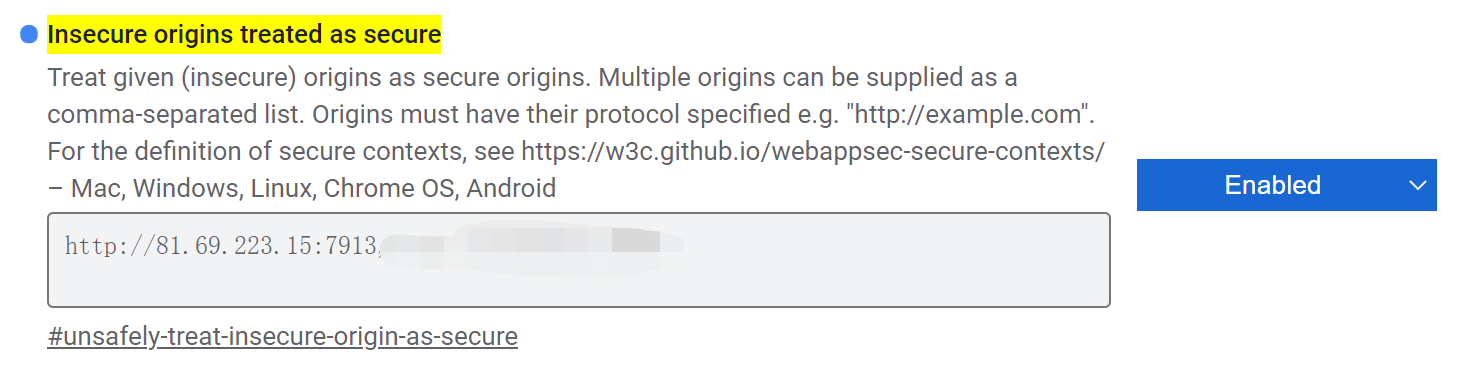 Insecure origins treated as secure
Treat given (insecure) origins as secure origins. Multiple origins can be supplied as a
comma-separated list. Origins must have their protocol specified e.g. "http://example.com".
For the definition of secure contexts, see https://w3c.github.io/webappsec-secure-contexts/
– Mac, Windows, Linux, Chrome OS, Android
Enabled
http://81.69.223.15:7913,
#unsafely-treat-insecure-origin-as-secure